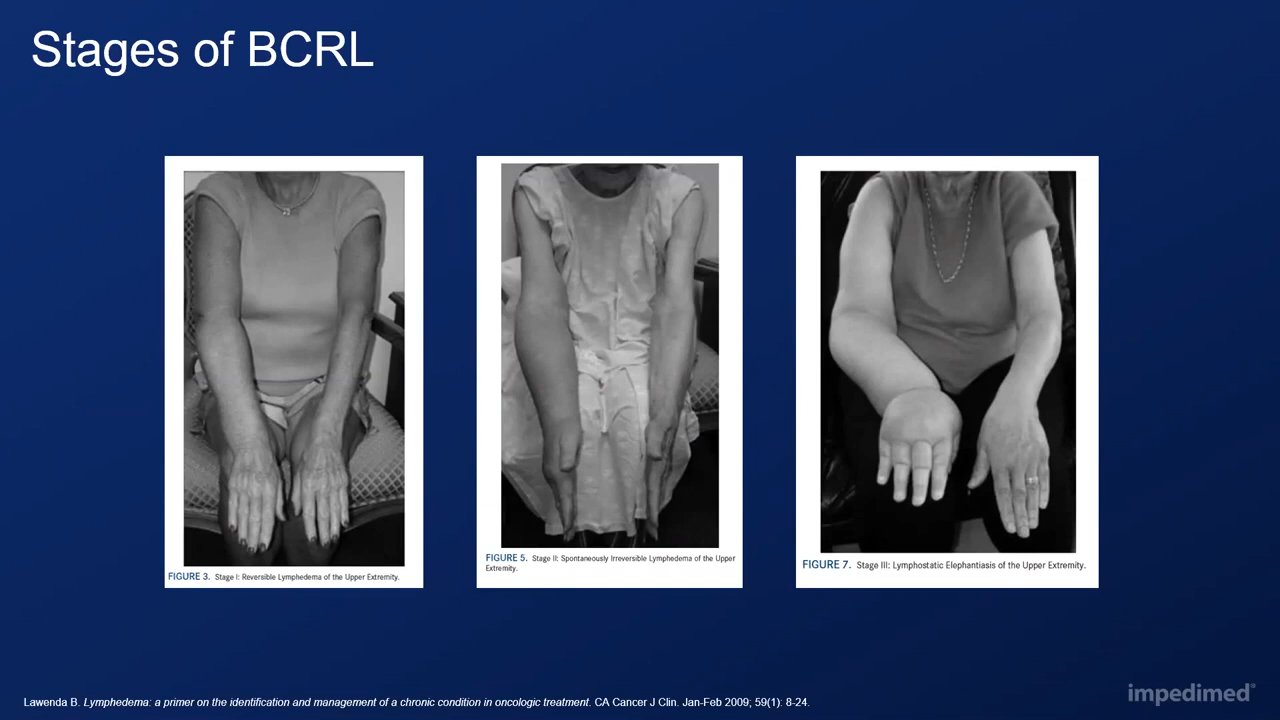 Stages of BCRL
FIGURE 3. Stage I: Reversible Lymphedema of the Upper Extremity.
FIGURE 5. Stage II: Spontaneously Irreversible Lymphedema of the Upper
Extremity.
FIGURE 7. Stage III: Lymphostatic Elephantiasis of the Upper Extremity.
Lawenda B. Lymphedema: a primer on the identification and management of a chronic condition in oncologic treatment. CA Cancer J Clin. Jan-Feb 2009; 59(1): 8-24.
impedimed®